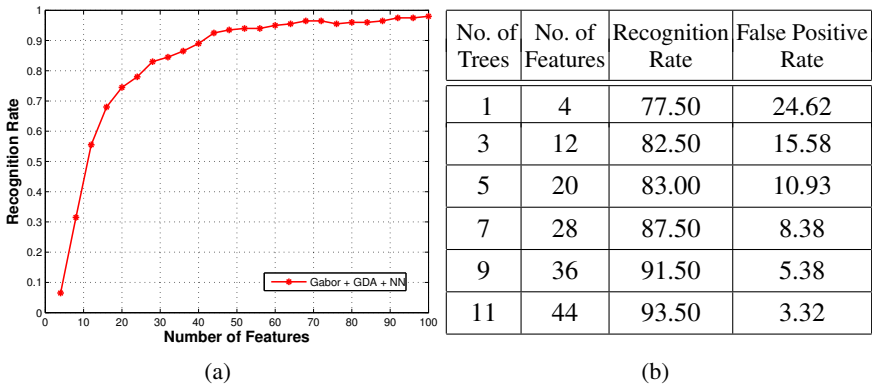 1
0.9
0.8
0.7
0.6
0.5
0.4
0.3
0.2
0.1
0
0 10 20 30 40 50 60 70 80 90 100
Recognition Rate
Number of Features
Gabor + GDA + NN
(a)
No. of Trees No. of Features Recognition Rate False Positive Rate
1 4 77.50 24.62
3 12 82.50 15.58
5 20 83.00 10.93
7 28 87.50 8.38
9 36 91.50 5.38
11 44 93.50 3.32
(b)